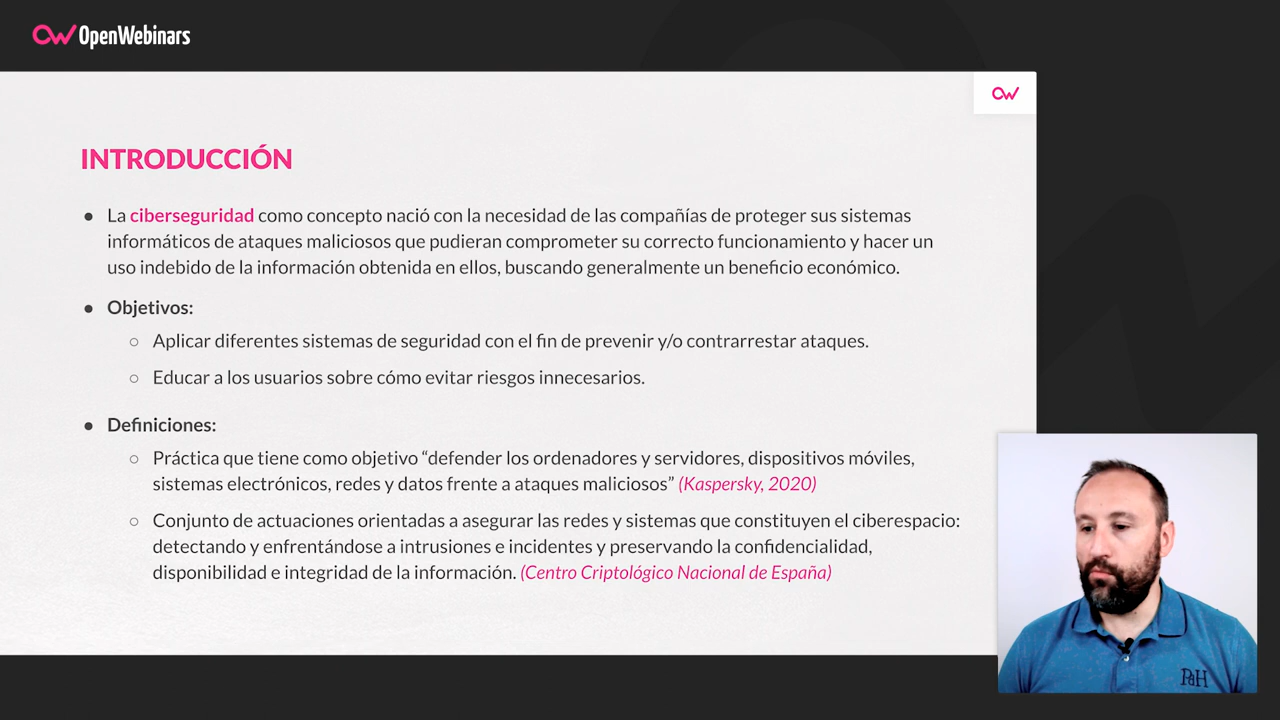 OpenWebinars
INTRODUCCIÓN
● La ciberseguridad como concepto nació con la necesidad de las compañías de proteger sus sistemas
informáticos de ataques maliciosos que pudieran comprometer su correcto funcionamiento y hacer un
uso indebido de la información obtenida en ellos, buscando generalmente un beneficio económico.
● Objetivos:
○ Aplicar diferentes sistemas de seguridad con el fin de prevenir y/o contrarrestar ataques.
○ Educar a los usuarios sobre cómo evitar riesgos innecesarios.
● Definiciones:
○ Práctica que tiene como objetivo “defender los ordenadores y servidores, dispositivos móviles,
sistemas electrónicos, redes y datos frente a ataques maliciosos” (Kaspersky, 2020)
○ Conjunto de actuaciones orientadas a asegurar las redes y sistemas que constituyen el ciberespacio:
detectando y enfrentándose a intrusiones e incidentes y preservando la confidencialidad,
disponibilidad e integridad de la información. (Centro Criptológico Nacional de España)